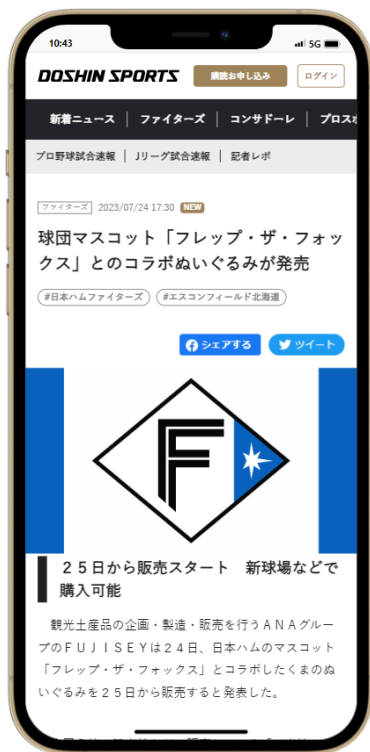 10:43
5G
DOSHIN SPORTS
購読お申し込み
ログイン
新着ニュース | ファイターズ | コンサドーレ | プロス
プロ野球試合速報 | Jリーグ試合速報 | 記者レポ
ファイターズ 2023/07/24 17:30 NEW
球団マスコット「フレップ・ザ・フォッ
クス」とのコラボぬいぐるみが発売
#日本ハムファイターズ #エスコンフィールド北海道
シェアする ツイート
F
25日から販売スタート 新球場などで
購入可能
観光土産品の企画・製造・販売を行うANAグルー
プのFUJISEYは24日、日本ハムのマスコット
「フレップ・ザ・フォックス」とコラボしたくまのぬ
いぐるみを25日から販売すると発表した。